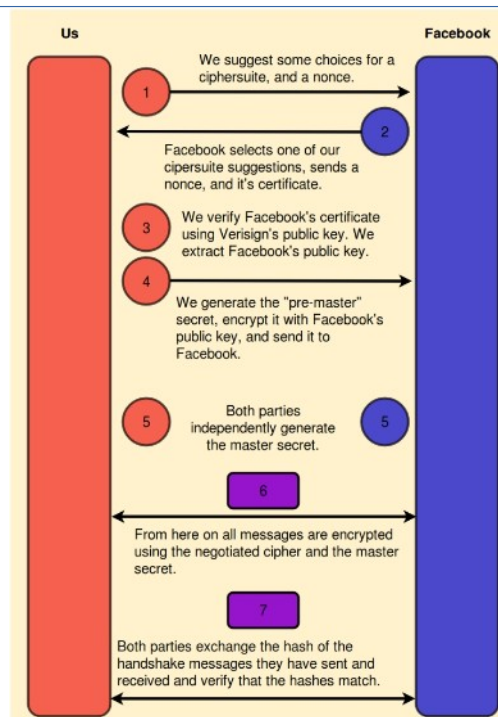 Us
Facebook
We suggest some choices for a
ciphersuite, and a nonce.
1
2
Facebook selects one of our
cipersuite suggestions, sends a
nonce, and it's certificate.
3
We verify Facebook's certificate
using Verisign's public key. We
extract Facebook's public key.
4
We generate the "pre-master"
secret, encrypt it with Facebook's
public key, and send it to
Facebook.
5
Both parties
independently generate
the master secret.
5
6
From here on all messages are encrypted
using the negotiated cipher and the master
secret.
7
Both parties exchange the hash of the
handshake messages they have sent and
received and verify that the hashes match.